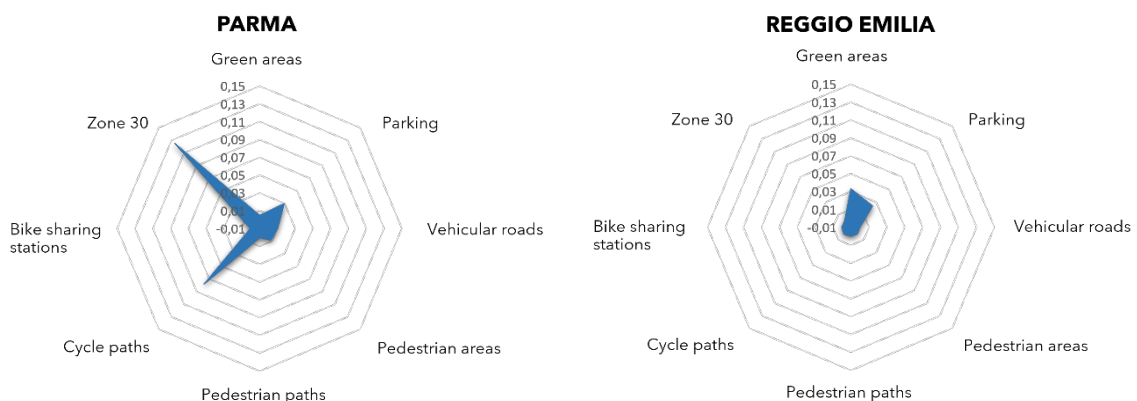 PARMA
Green areas
0,15
0,13
0,11
0,09
0,07
0,05
0,03
0,01
-0,01
Parking
Vehicular roads
Pedestrian areas
Pedestrian paths
Cycle paths
Bike sharing
stations
Zone 30
REGGIO EMILIA
Green areas
0,15
0,13
0,11
0,09
0,07
0,05
0,03
0,01
-0,01
Parking
Vehicular roads
Pedestrian areas
Pedestrian paths
Cycle paths
Bike sharing
stations
Zone 30